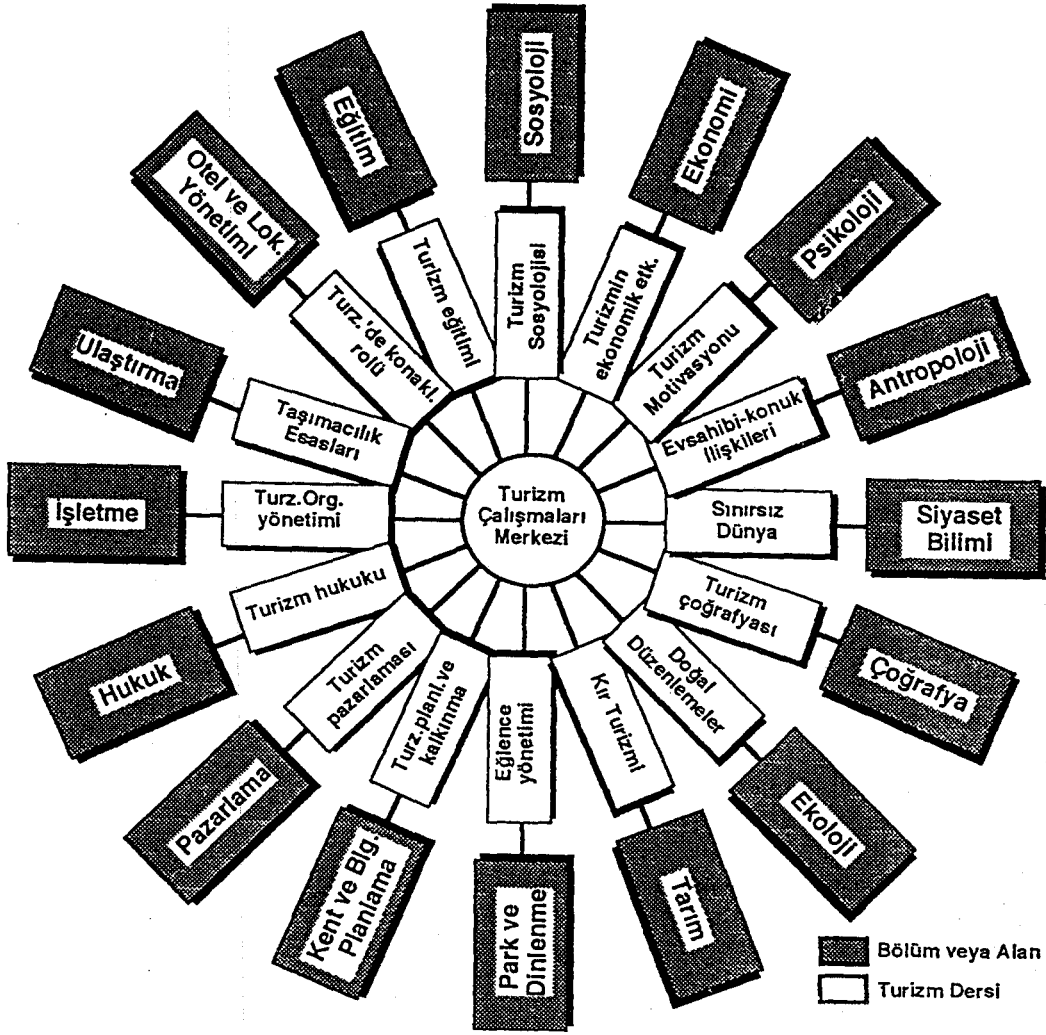 Sosyoloji
Turizm
Sosyolojisi
Ekonomi
Turizmin
ekonomik etk.
Psikoloji
Turizm
Motivasyonu
Antropoloji
Evsahibi-konuk
İlişkileri
Siyaset
Bilimi
Sınırsız
Dünya
Çoğrafya
Turizm
çoğrafyası
Ekoloji
Doğal
Düzenlemeler
Tarım
Kır Turizmi
Park ve
Dinlenme
Eğlence
yönetimi
Kent ve Blg.
Planlama
Turz.planl.ve
kalkınma
Pazarlama
Turizm
pazarlaması
Hukuk
Turizm hukuku
İşletme
Turz.Org.
yönetimi
Ulaştırma
Taşımacılık
Esasları
Otel ve Lok.
Yönetimi
Turz.'de konakl.
rolü
Eğitim
Turizm eğitimi
Turizm
Çalışmaları
Merkezi
Bölüm veya Alan
Turizm Dersi